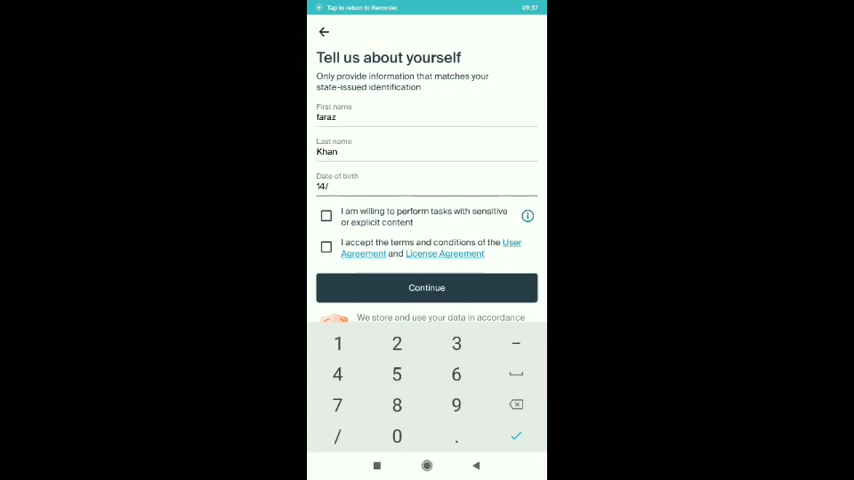 Tap to return to Recorder
09:37
Tell us about yourself
Only provide information that matches your
state-issued identification
First name
faraz
Last name
Khan
Date of birth
14/
I am willing to perform tasks with sensitive
or explicit content
I accept the terms and conditions of the User
Agreement and License Agreement
Continue
We store and use your data in accordance
1 2 3 -
4 5 6
7 8 9
/ 0 .